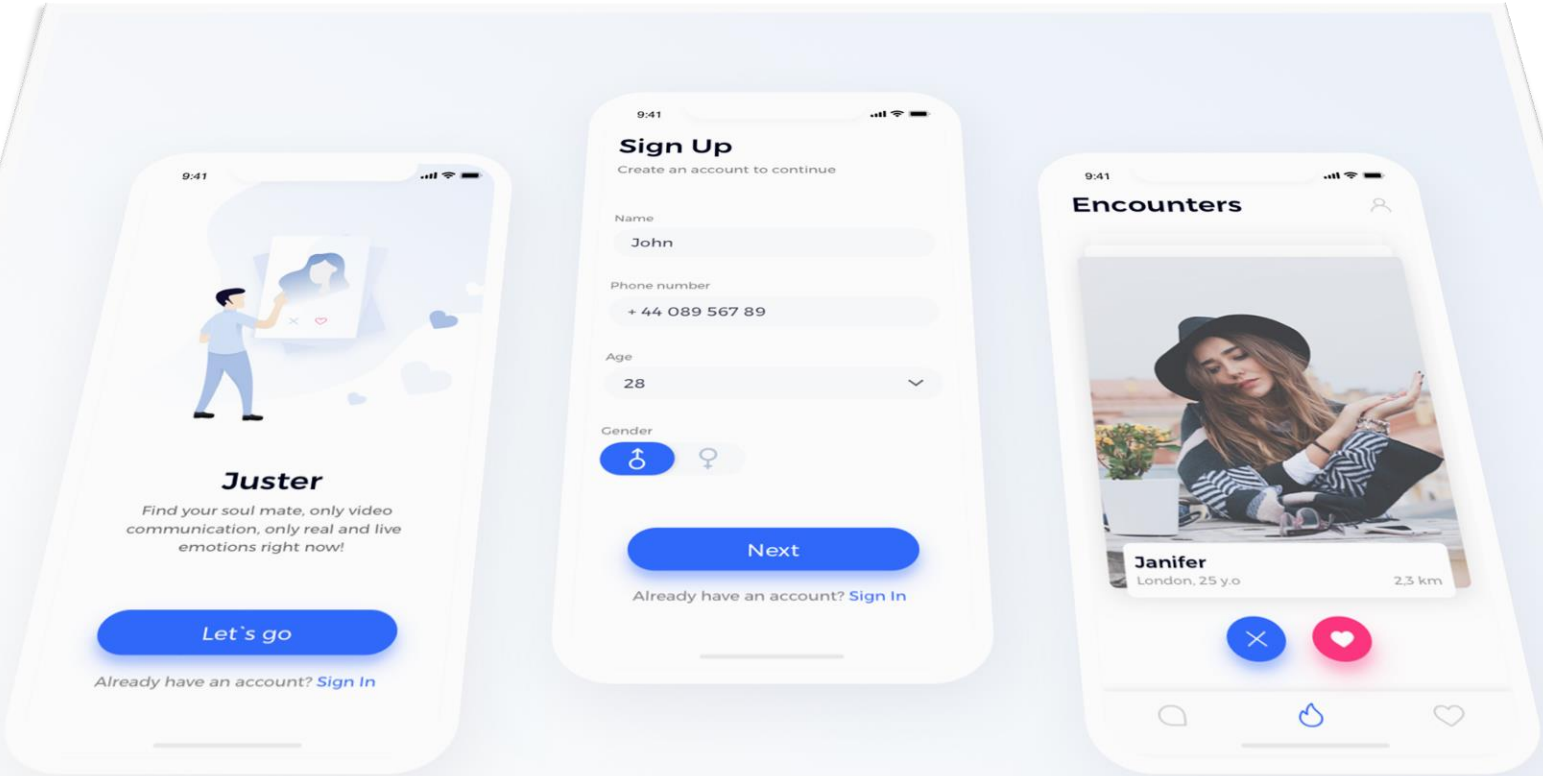 9:41
Juster
Find your soul mate, only video
communication, only real and live
emotions right now!
Let`s go
Already have an account? Sign In
9:41
Sign Up
Create an account to continue
Name
John
Phone number
+ 44 089 567 89
Age
28
Gender
Next
Already have an account? Sign In
9:41
Encounters
Janifer
London, 25 y.o
2,3 km